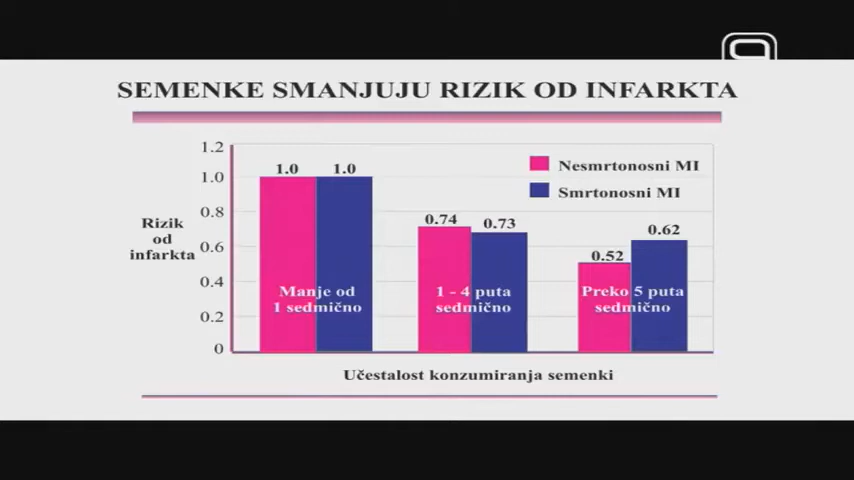 SEMENKE SMANJUJU RIZIK OD INFARKTA
1.2
1.0
0.8
0.6
0.4
0.2
0
Rizik
od
infarkta
Nesmrtonosni MI
Smrtonosni MI
1.0 1.0
0.74 0.73
0.52 0.62
Manje od
1 sedmično
1 - 4 puta
sedmično
Preko 5 puta
sedmično
Učestalost konzumiranja semenki